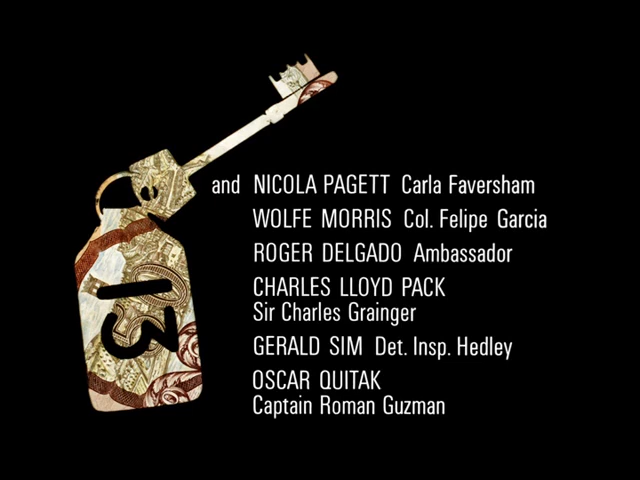 and NICOLA PAGETT Carla Faversham
WOLFE MORRIS Col. Felipe Garcia
ROGER DELGADO Ambassador
CHARLES LLOYD PACK
Sir Charles Grainger
GERALD SIM Det. Insp. Hedley
OSCAR QUITAK
Captain Roman Guzman
13